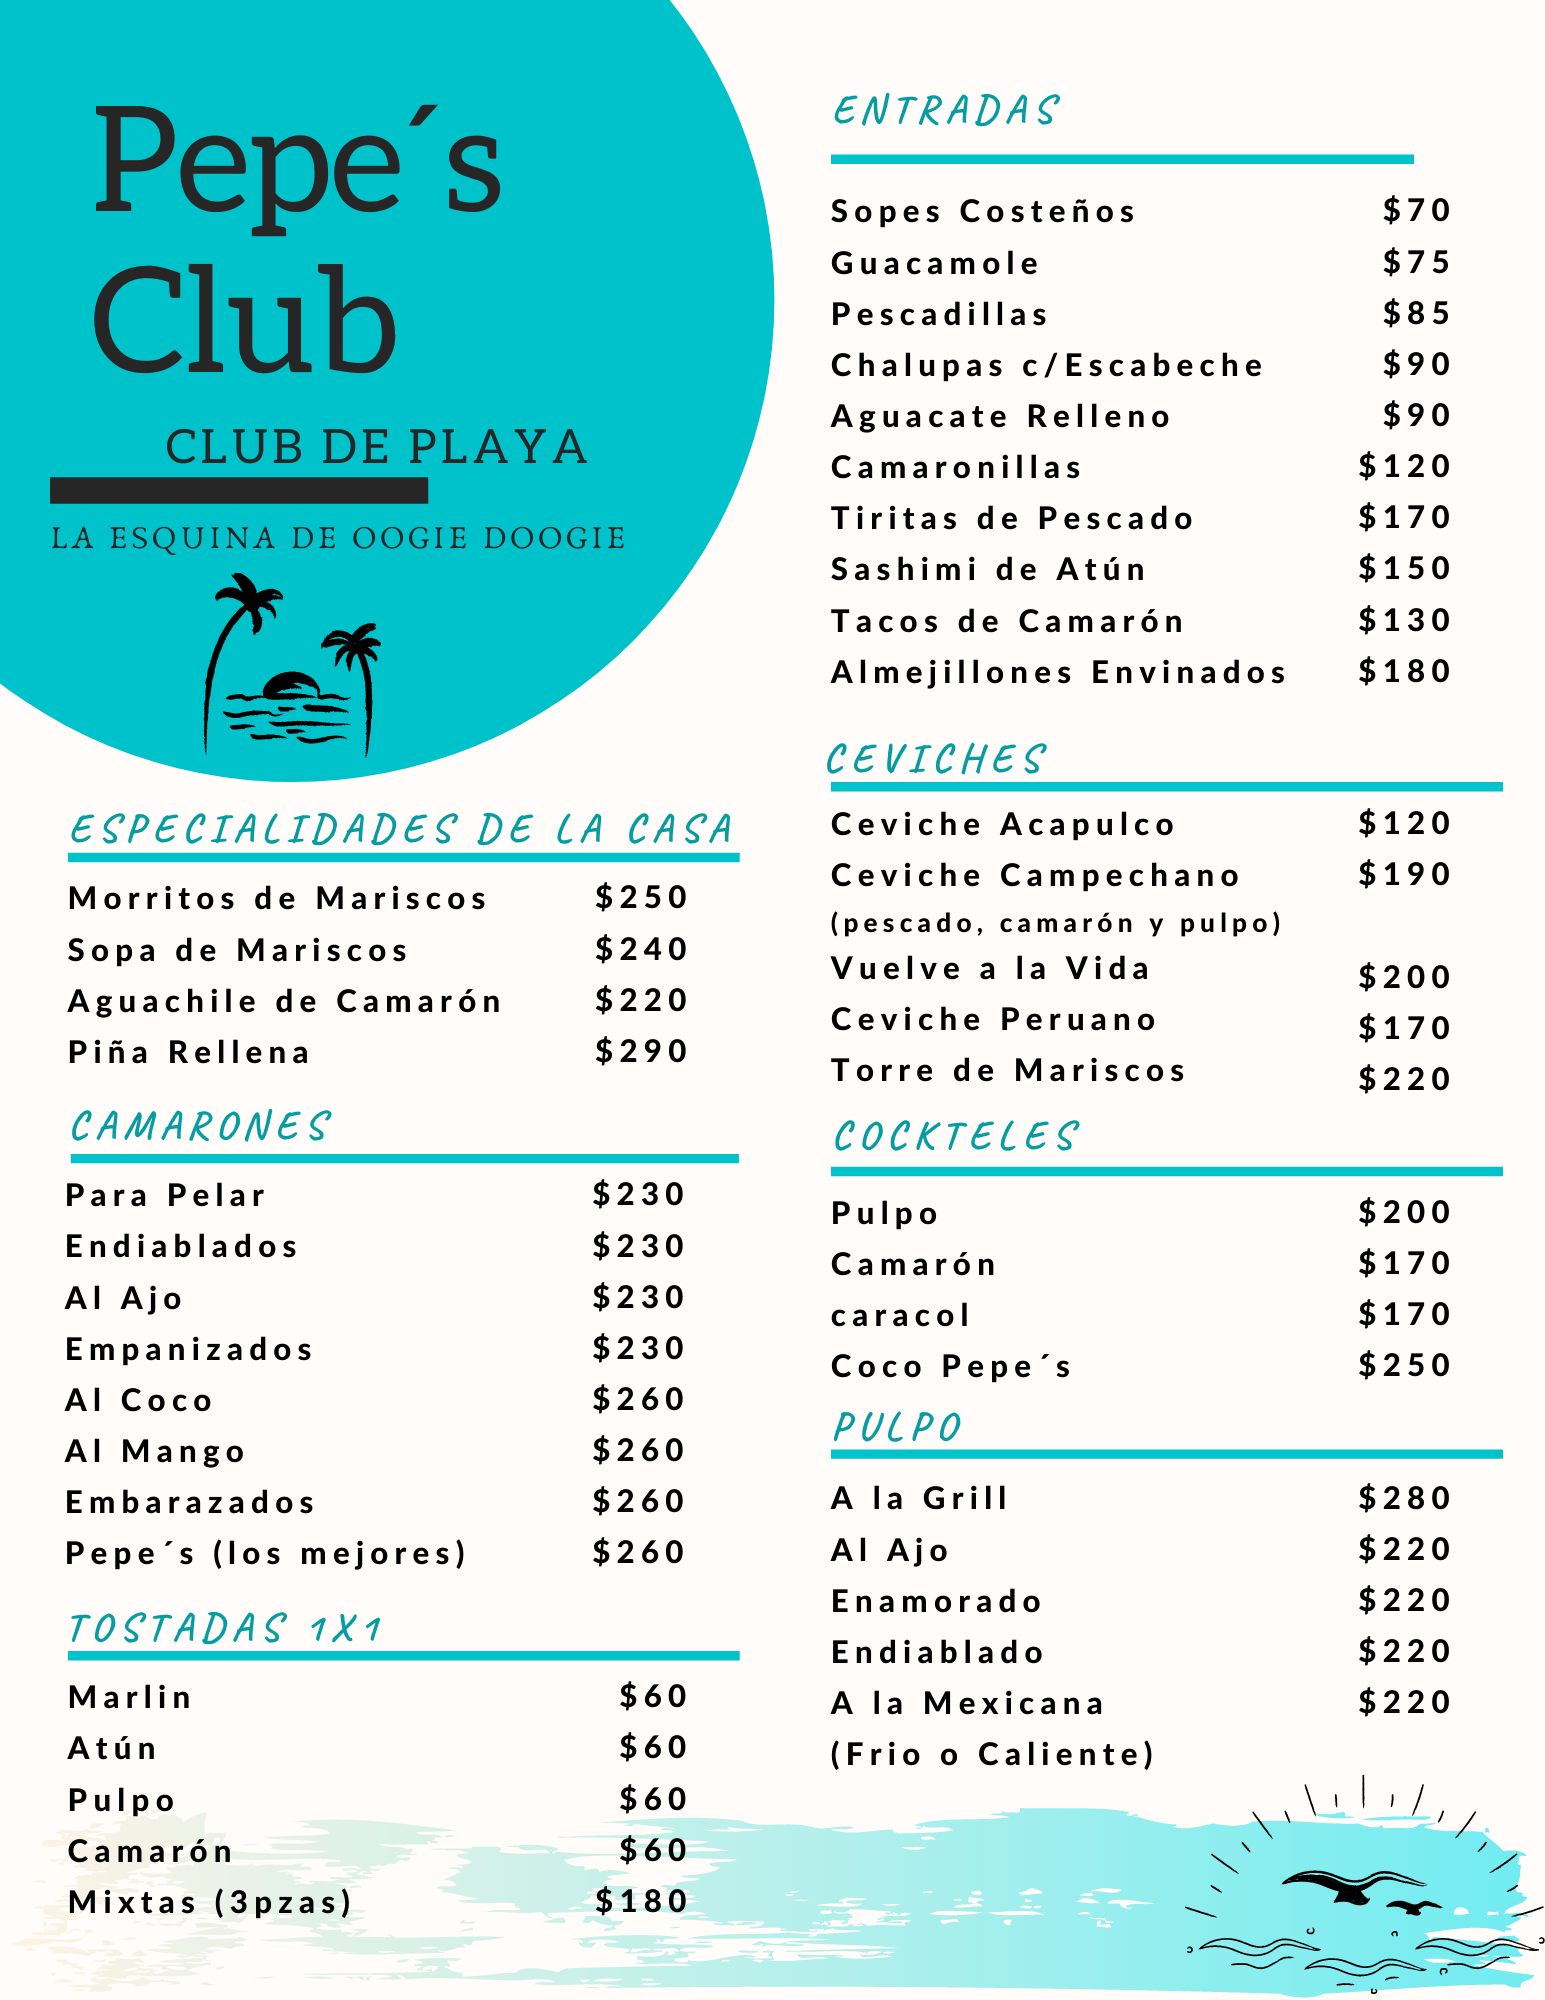 Pepe´s
Club
CLUB DE PLAYA
LA ESQUINA DE OOGIE DOOGIE
ESPECIALIDADES DE LA CASA
Morritos de Mariscos $250
Sopa de Mariscos $240
Aguachile de Camarón $220
Piña Rellena $290
CAMARONES
Para Pelar $230
Endiablados $230
Al Ajo $230
Empanizados $230
Al Coco $260
Al Mango $260
Embarazados $260
Pepe´s (los mejores) $260
TOSTADAS 1X1
Marlin $60
Atún $60
Pulpo $60
Camarón $60
Mixtas (3pzas) $180
ENTRADAS
Sopes Costeños $70
Guacamole $75
Pescadillas $85
Chalupas c/Escabeche $90
Aguacate Relleno $90
Camaronillas $120
Tiritas de Pescado $170
Sashimi de Atún $150
Tacos de Camarón $130
Almejillones Envinados $180
CEVICHES
Ceviche Acapulco $120
Ceviche Campechano $190
(pescado, camarón y pulpo)
Vuelve a la Vida $200
Ceviche Peruano $170
Torre de Mariscos $220
COCKTELES
Pulpo $200
Camarón $170
caracol $170
Coco Pepe´s $250
PULPO
A la Grill $280
Al Ajo $220
Enamorado $220
Endiablado $220
A la Mexicana $220
(Frio o Caliente)